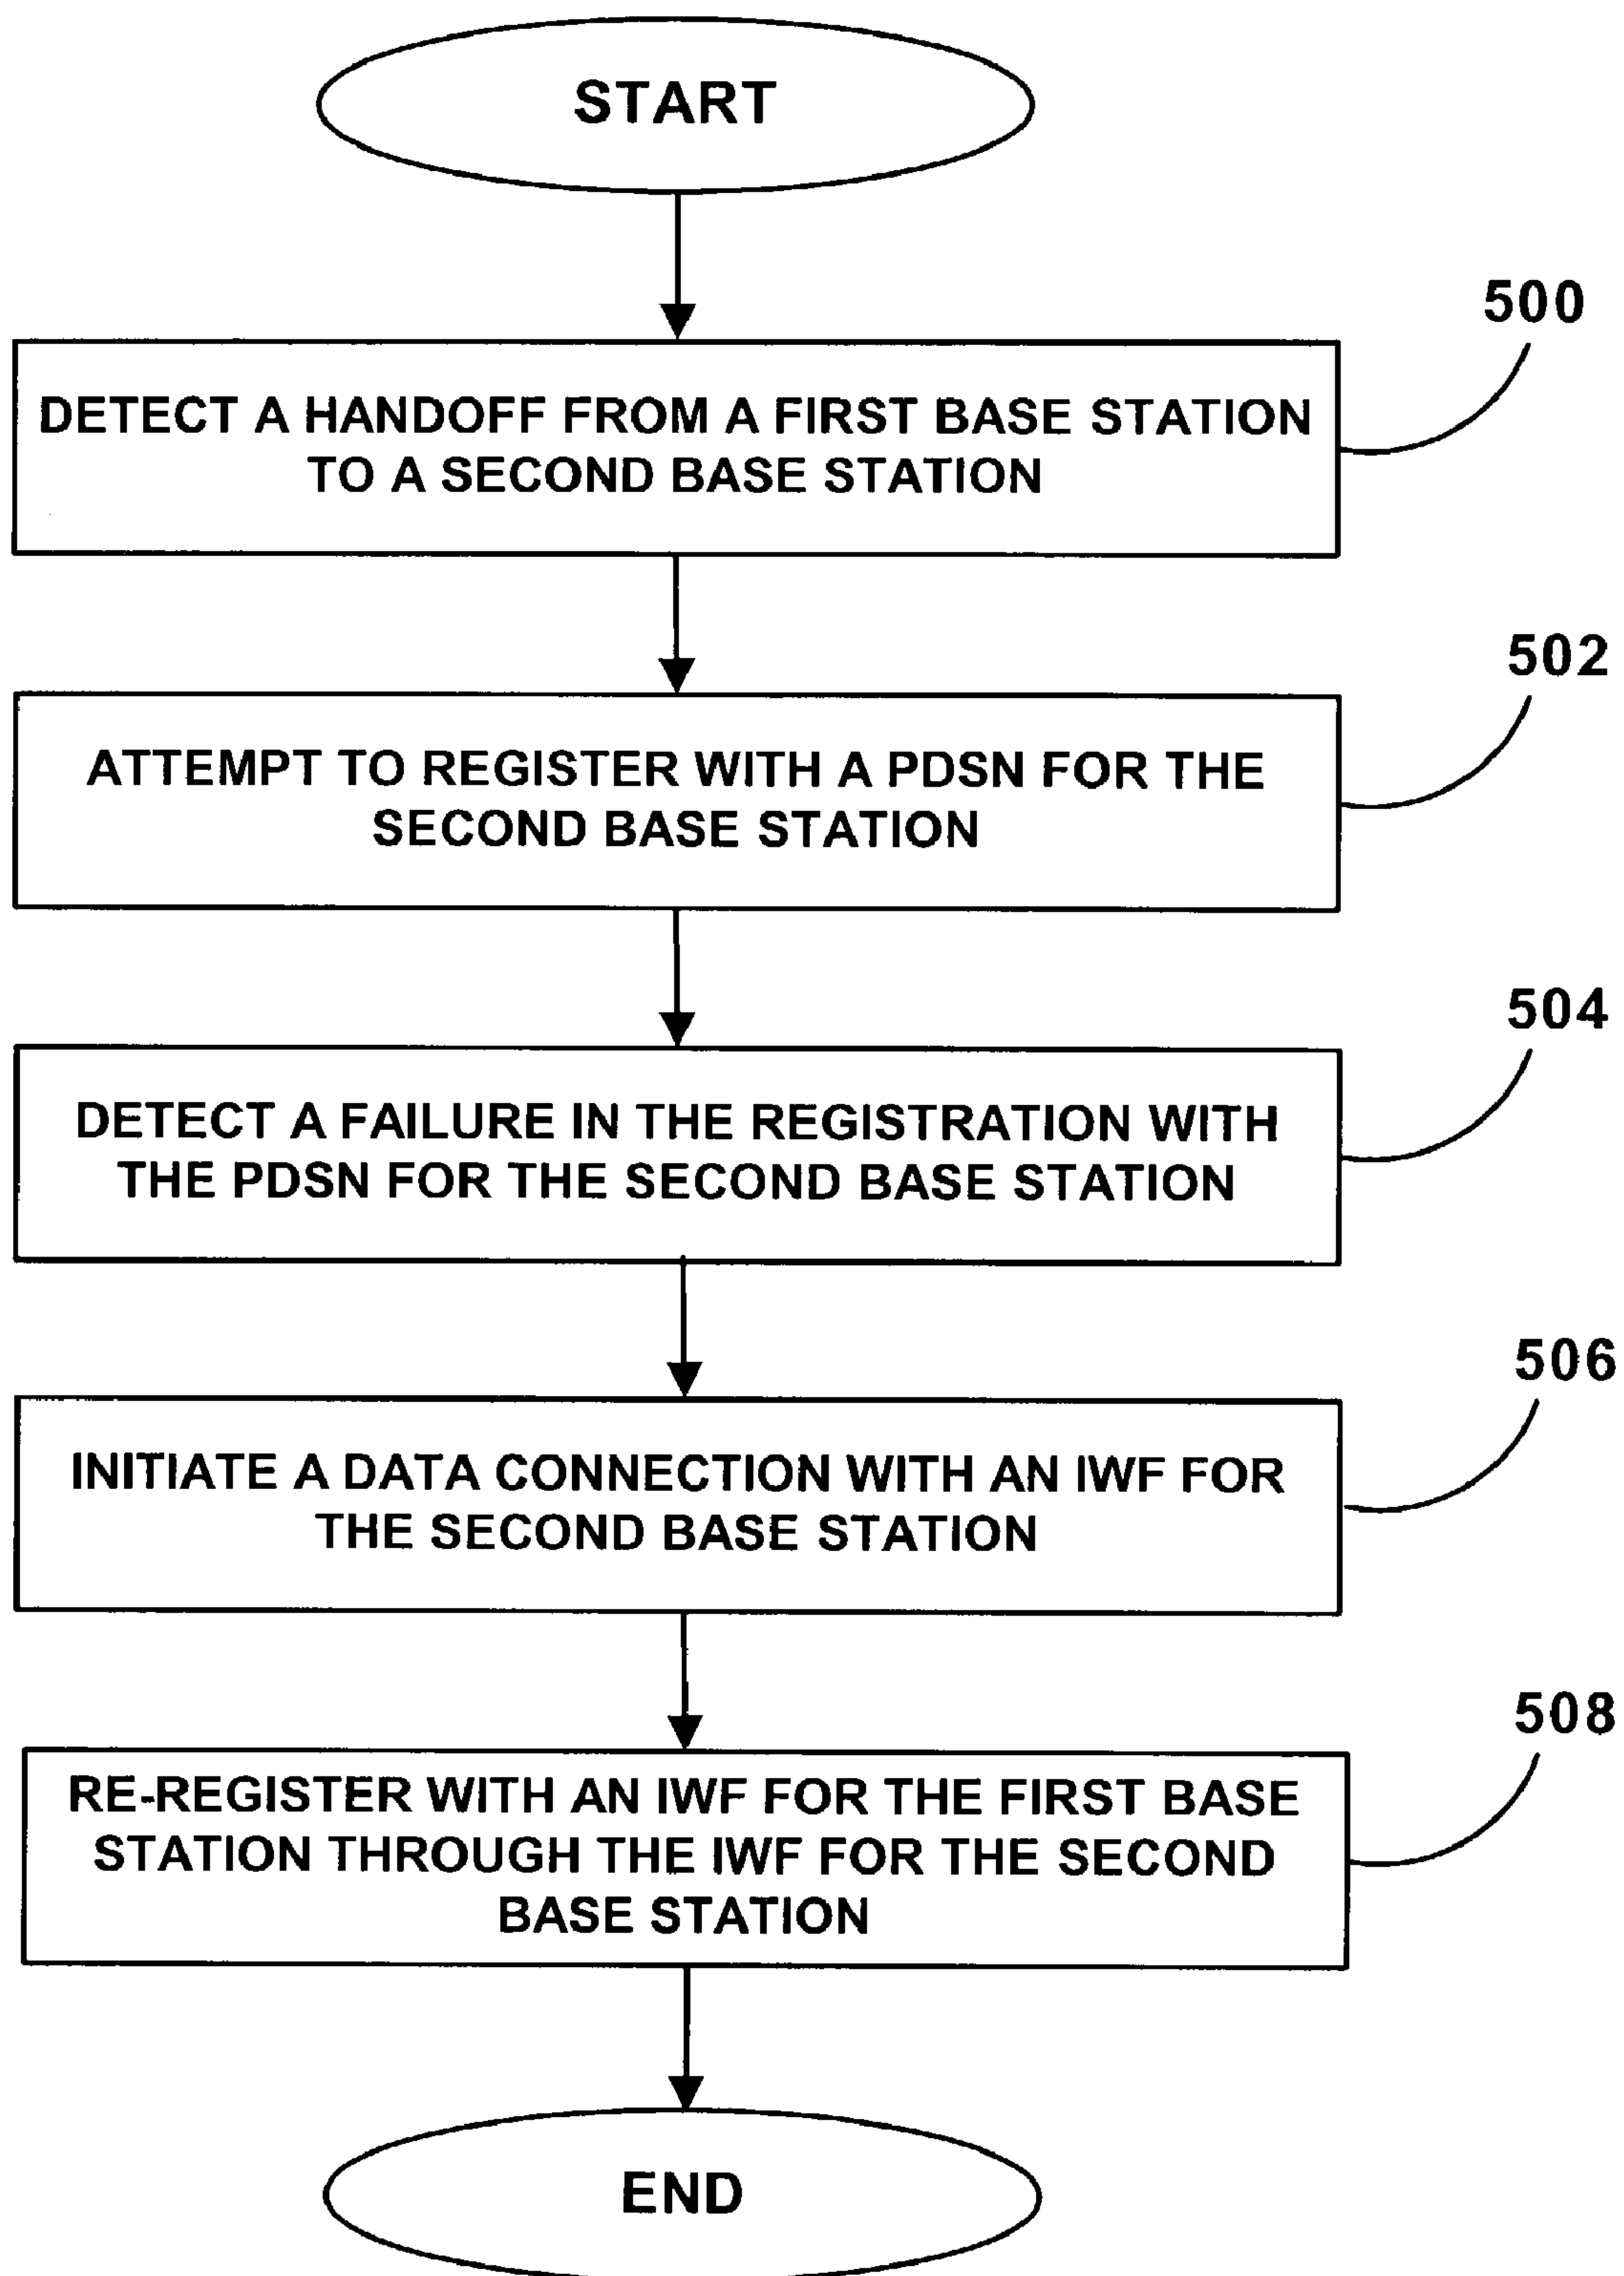 START
500
DETECT A HANDOFF FROM A FIRST BASE STATION
TO A SECOND BASE STATION
502
ATTEMPT TO REGISTER WITH A PDSN FOR THE
SECOND BASE STATION
504
DETECT A FAILURE IN THE REGISTRATION WITH
THE PDSN FOR THE SECOND BASE STATION
506
INITIATE A DATA CONNECTION WITH AN IWF FOR
THE SECOND BASE STATION
508
RE-REGISTER WITH AN IWF FOR THE FIRST BASE
STATION THROUGH THE IWF FOR THE SECOND
BASE STATION
END